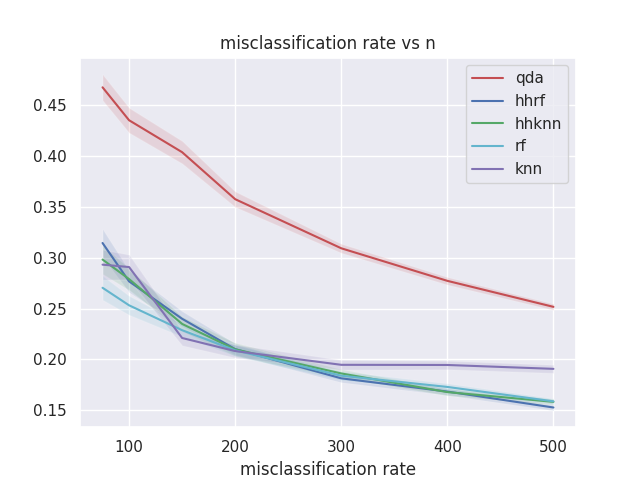 misclassification rate vs n
qda
hhrf
hhknn
rf
knn
0.45
0.40
0.35
0.30
0.25
0.20
0.15
100 200 300 400 500
misclassification rate